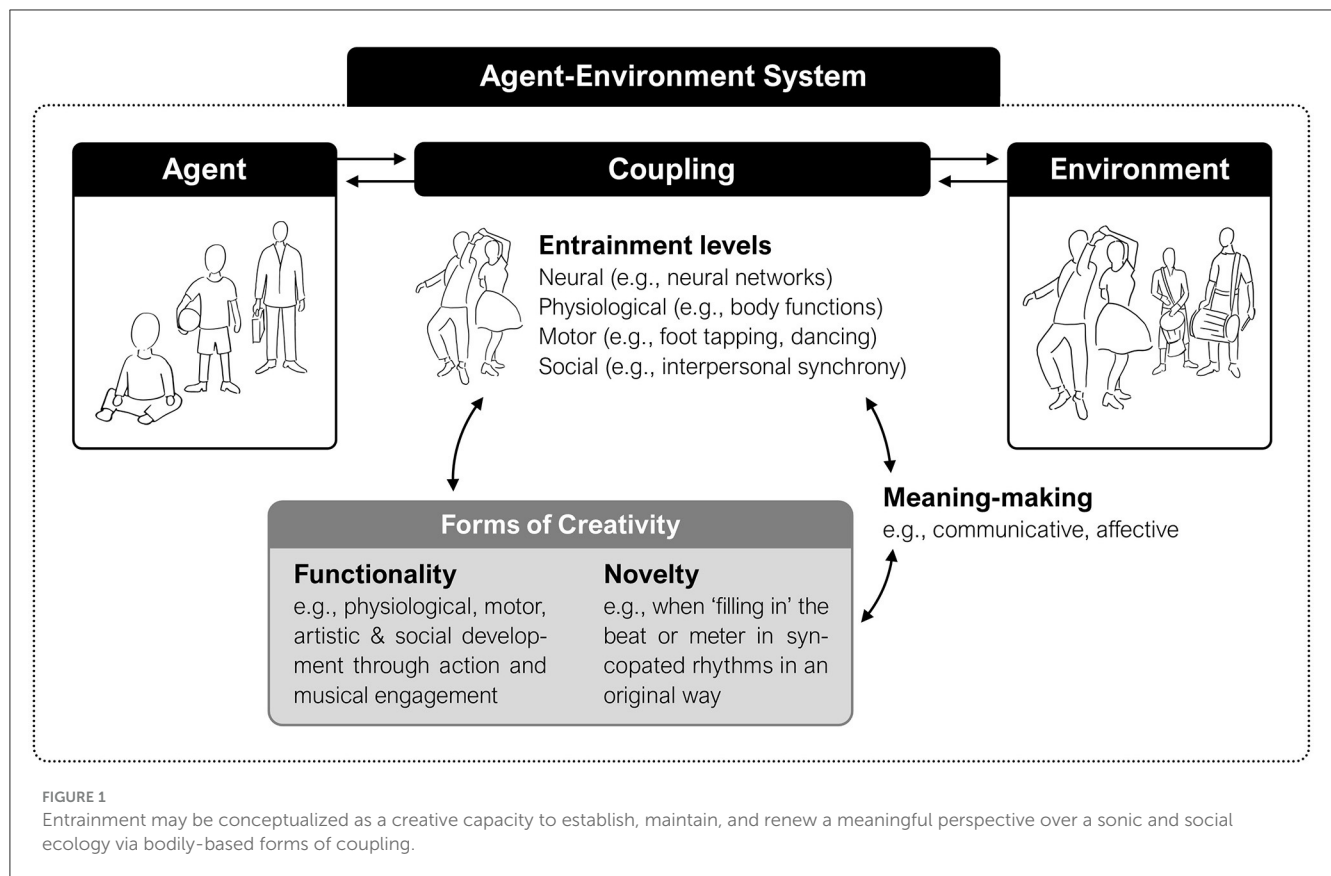 Agent-Environment System
Agent
Coupling
Environment
Entrainment levels
Neural (e.g., neural networks)
Physiological (e.g., body functions)
Motor (e.g., foot tapping, dancing)
Social (e.g., interpersonal synchrony)
Meaning-making
e.g., communicative, affective
Forms of Creativity
Functionality
e.g., physiological, motor,
artistic & social develop-
ment through action and
musical engagement
Novelty
e.g., when ‘filling in’ the
beat or meter in syn-
copated rhythms in an
original way
FIGURE 1
Entrainment may be conceptualized as a creative capacity to establish, maintain, and renew a meaningful perspective over a sonic and social
ecology via bodily-based forms of coupling.